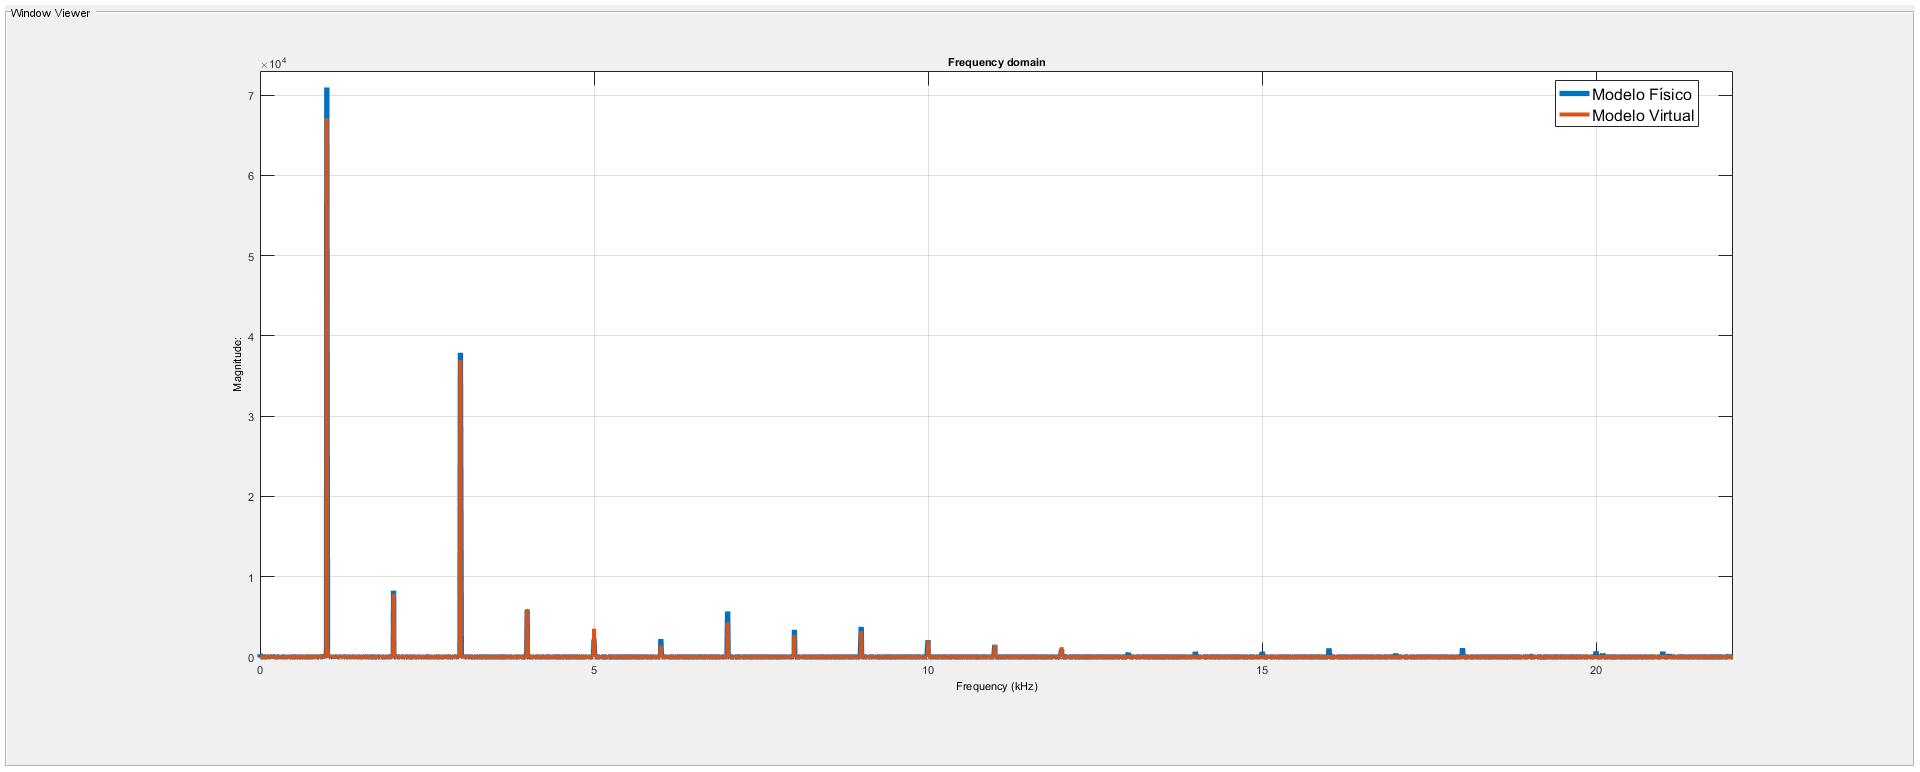 Window Viewer
Frequency domain
×10⁴
Modelo Físico
Modelo Virtual
7
6
5
4
3
2
1
0
Magnitude:
0 5 10 15 20
Frequency (kHz)